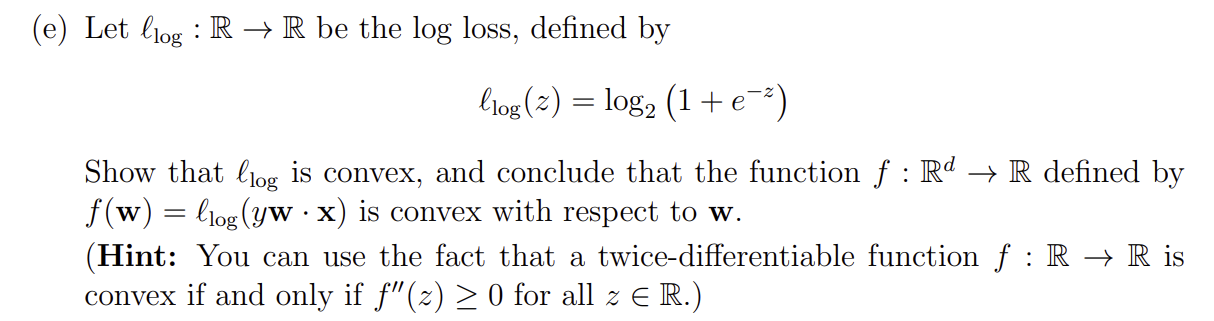 (e) Let ℓ_log : ℝ → ℝ be the log loss, defined by
ℓ_log(z) = log₂ (1 + e^{−z})
Show that ℓ_log is convex, and conclude that the function f : ℝ^d → ℝ defined by
f(𝐰) = ℓ_log(y𝐰 · 𝐱) is convex with respect to 𝐰.
(Hint: You can use the fact that a twice-differentiable function f : ℝ → ℝ is
convex if and only if f″(z) ≥ 0 for all z ∈ ℝ.)